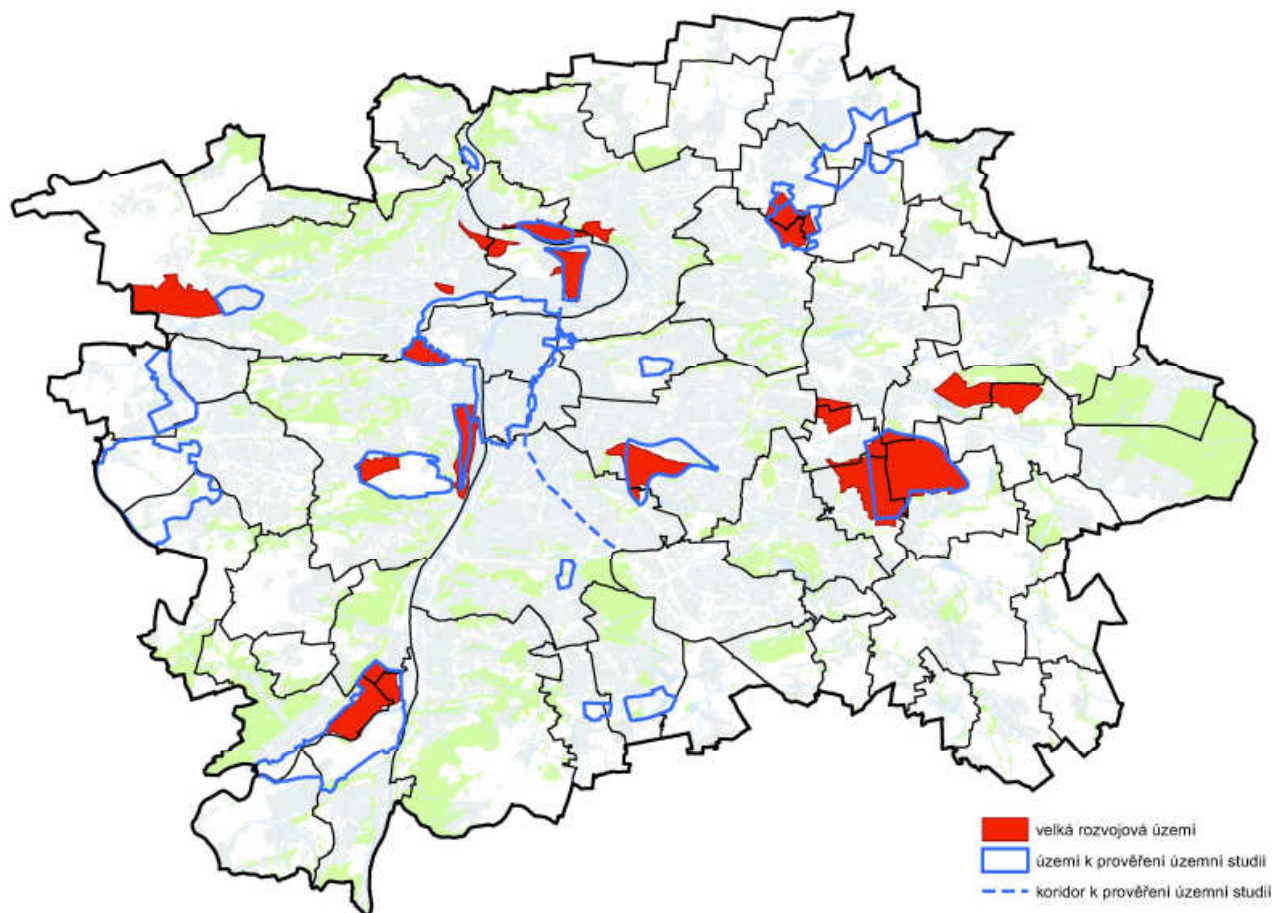 velká rozvojová území
území k prověření územní studií
koridor k prověření územní studií